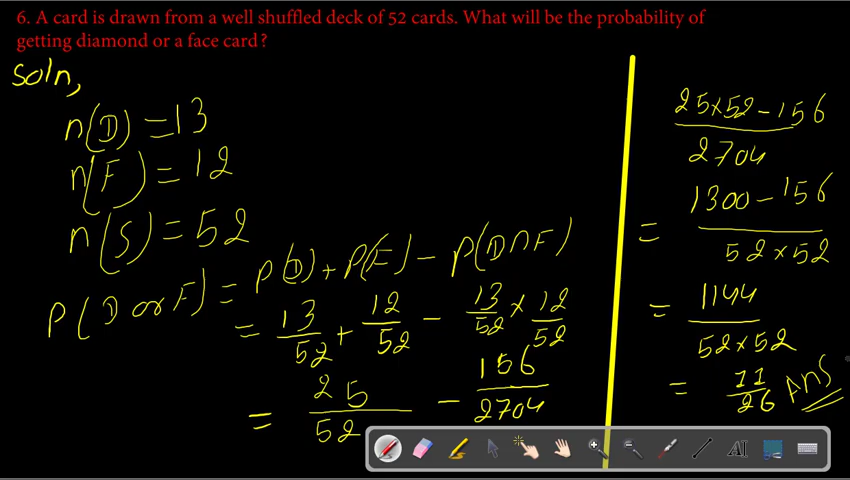 6. A card is drawn from a well shuffled deck of 52 cards. What will be the probability of
getting diamond or a face card?
Soln,
n(D) = 13
n(F) = 12
n(S) = 52
P(D or F) = P(D) + P(F) - P(D∩F)
= 13/52 + 12/52 - 13/52 × 12/52
= 25/52 - 156/2704
25×52-156/2704
= 1300-156/52×52
= 1144/52×52
= 11/26 Ans